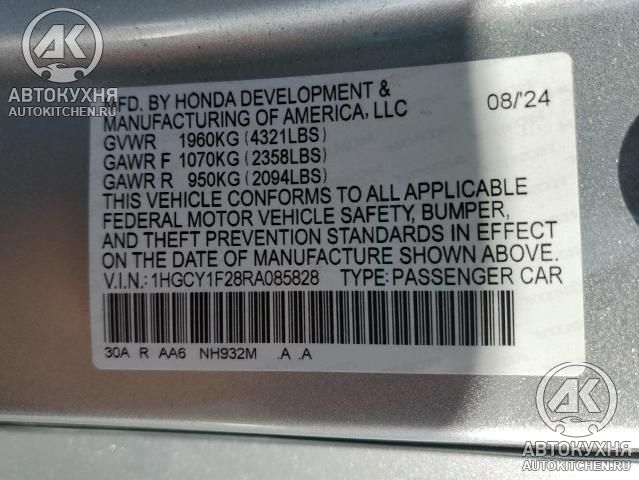 AK
АВТОКУХНЯ
AUTOKITCHEN.RU
MFD. BY HONDA DEVELOPMENT & 08/'24
MANUFACTURING OF AMERICA, LLC
GVWR 1960KG (4321LBS)
GAWR F 1070KG (2358LBS)
GAWR R 950KG (2094LBS)
THIS VEHICLE CONFORMS TO ALL APPLICABLE
FEDERAL MOTOR VEHICLE SAFETY, BUMPER,
AND THEFT PREVENTION STANDARDS IN EFFECT
ON THE DATE OF MANUFACTURE SHOWN ABOVE.
V.I.N.: 1HGCY1F28RA085828 TYPE: PASSENGER CAR
30A R AA6 NH932M .A .A
AK
АВТОКУХНЯ
AUTOKITCHEN.RU